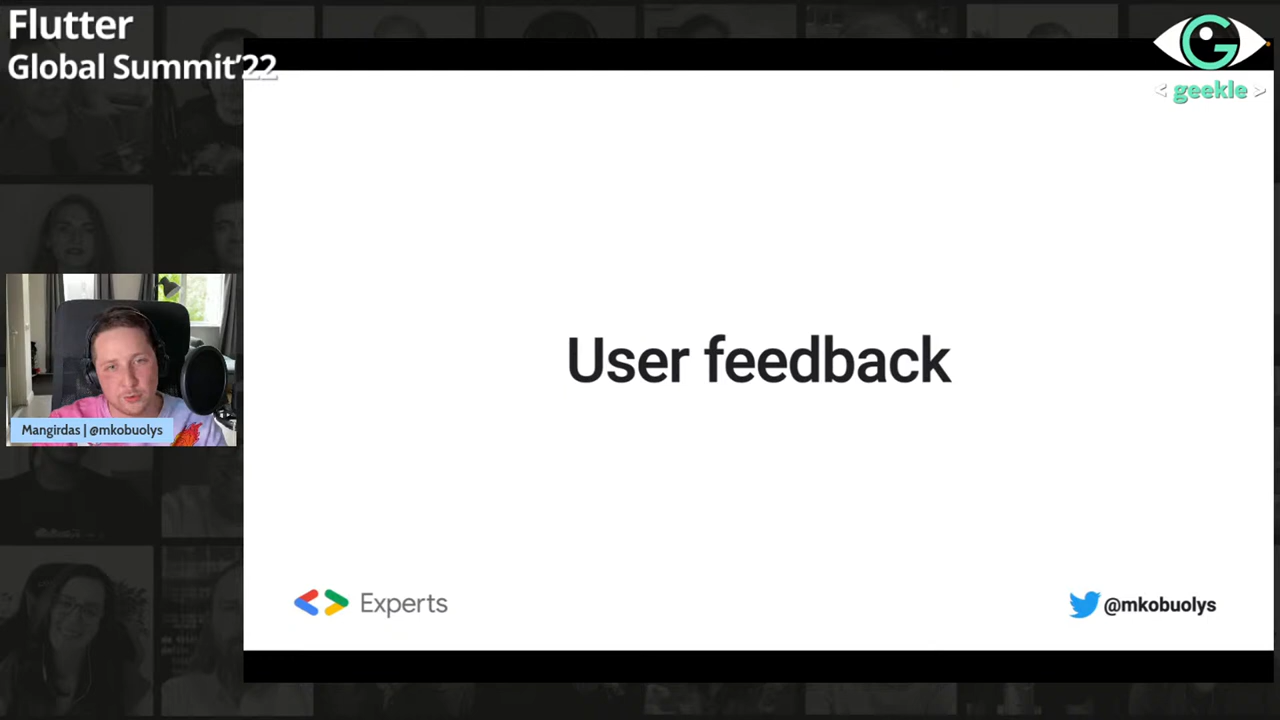 Flutter
Global Summit'22
< geekle >
User feedback
Mangirdas | @mkobuolys
Experts
@mkobuolys